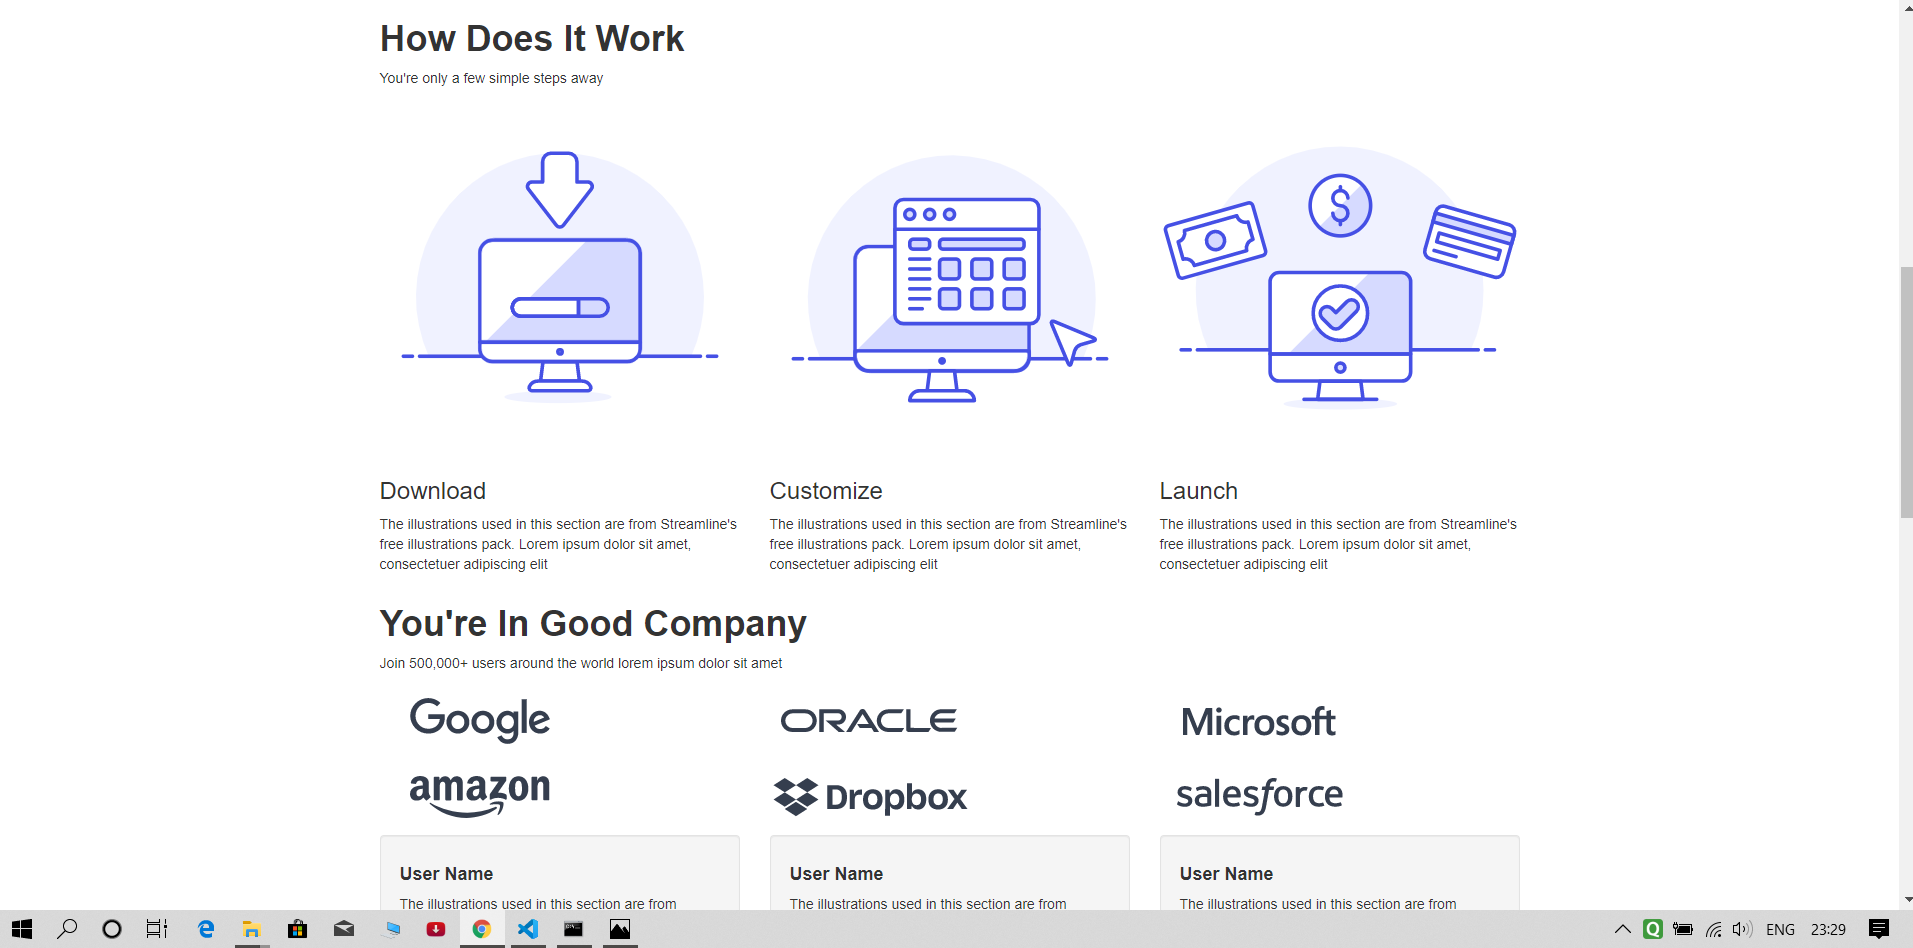 How Does It Work
You're only a few simple steps away
$
Download
The illustrations used in this section are from Streamline's
free illustrations pack. Lorem ipsum dolor sit amet,
consectetuer adipiscing elit
Customize
The illustrations used in this section are from Streamline's
free illustrations pack. Lorem ipsum dolor sit amet,
consectetuer adipiscing elit
Launch
The illustrations used in this section are from Streamline's
free illustrations pack. Lorem ipsum dolor sit amet,
consectetuer adipiscing elit
You're In Good Company
Join 500,000+ users around the world lorem ipsum dolor sit amet
Google
ORACLE
Microsoft
amazon
Dropbox
salesforce
User Name
The illustrations used in this section are from
User Name
The illustrations used in this section are from
User Name
The illustrations used in this section are from
ENG
23:29